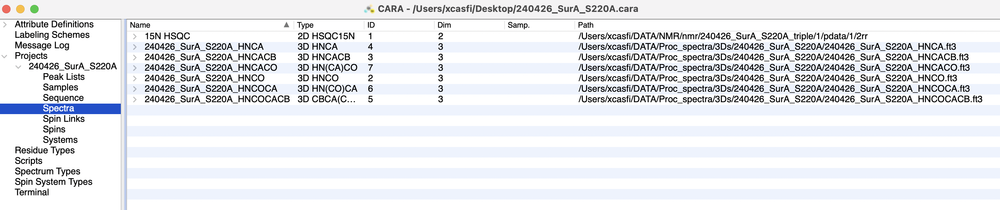 CARA - /Users/xcasfi/Desktop/240426_SurA_S220A.cara
Attribute Definitions
Labeling Schemes
Message Log
Projects
240426_SurA_S220A
Peak Lists
Samples
Sequence
Spectra
Spin Links
Spins
Systems
Residue Types
Scripts
Spectrum Types
Spin System Types
Terminal
Name Type ID Dim Samp. Path
15N HSQC 2D HSQC15N 1 2 /Users/xcasfi/DATA/NMR/nmr/240426_SurA_S220A_triple/1/pdata/1/2rr
240426_SurA_S220A_HNCA 3D HNCA 4 3 /Users/xcasfi/DATA/Proc_spectra/3Ds/240426_SurA_S220A/240426_SurA_S220A_HNCA.ft3
240426_SurA_S220A_HNCACB 3D HNCACB 3 3 /Users/xcasfi/DATA/Proc_spectra/3Ds/240426_SurA_S220A/240426_SurA_S220A_HNCACB.ft3
240426_SurA_S220A_HNCACO 3D HN(CA)CO 7 3 /Users/xcasfi/DATA/Proc_spectra/3Ds/240426_SurA_S220A/240426_SurA_S220A_HNCACO.ft3
240426_SurA_S220A_HNCO 3D HNCO 2 3 /Users/xcasfi/DATA/Proc_spectra/3Ds/240426_SurA_S220A/240426_SurA_S220A_HNCO.ft3
240426_SurA_S220A_HNCOCA 3D HN(CO)CA 6 3 /Users/xcasfi/DATA/Proc_spectra/3Ds/240426_SurA_S220A/240426_SurA_S220A_HNCOCA.ft3
240426_SurA_S220A_HNCOCACB 3D CBCA(C... 5 3 /Users/xcasfi/DATA/Proc_spectra/3Ds/240426_SurA_S220A/240426_SurA_S220A_HNCOCACB.ft3